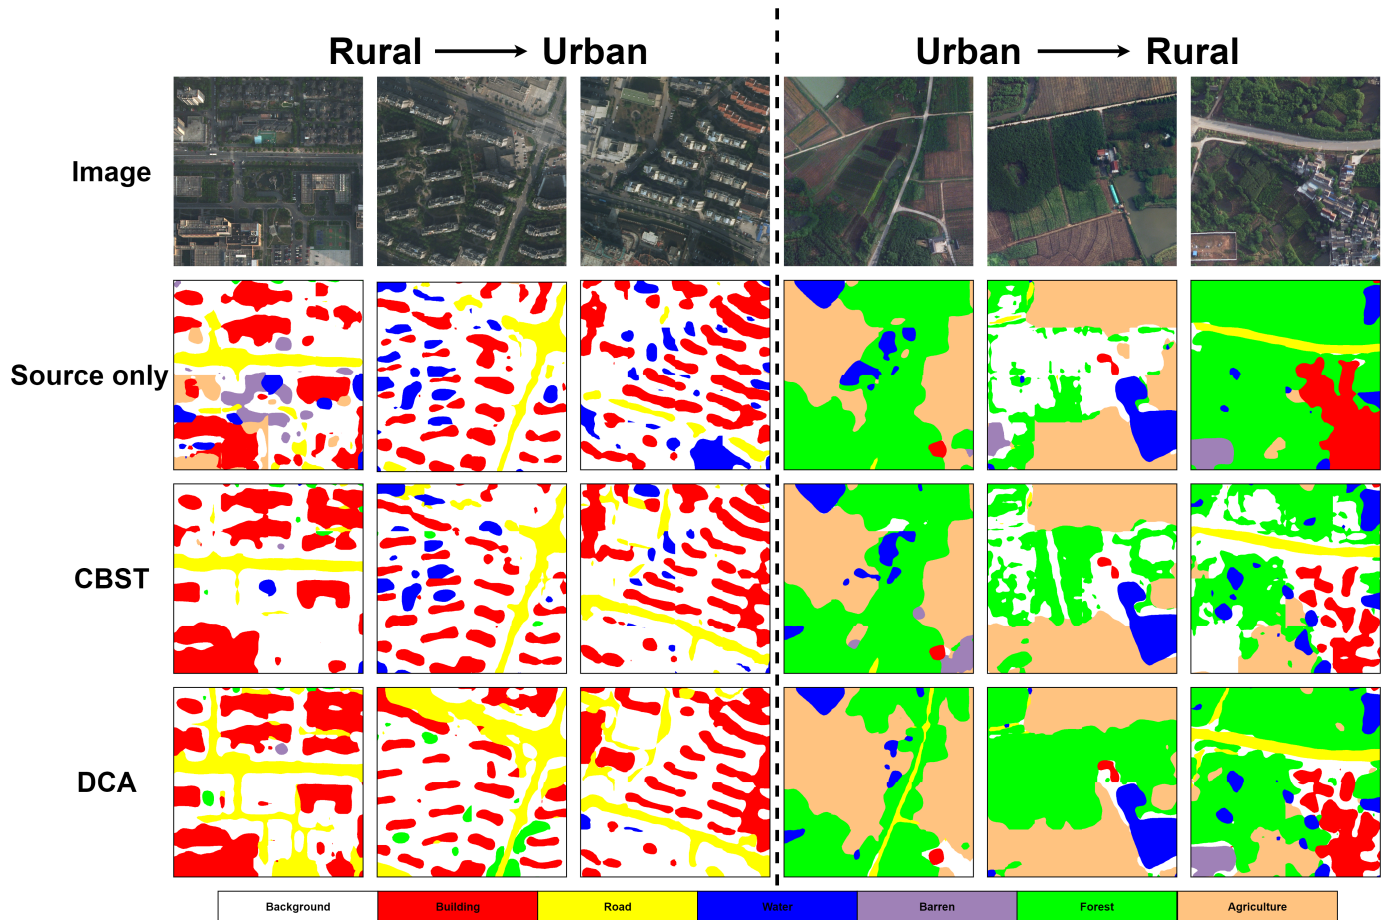 Rural → Urban
Urban → Rural
Image
Source only
CBST
DCA
Background
Building
Road
Water
Barren
Forest
Agriculture